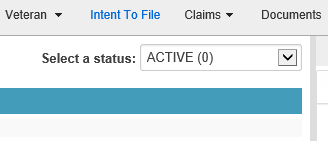 Veteran Intent To File Claims Documents
Select a status: ACTIVE (0)